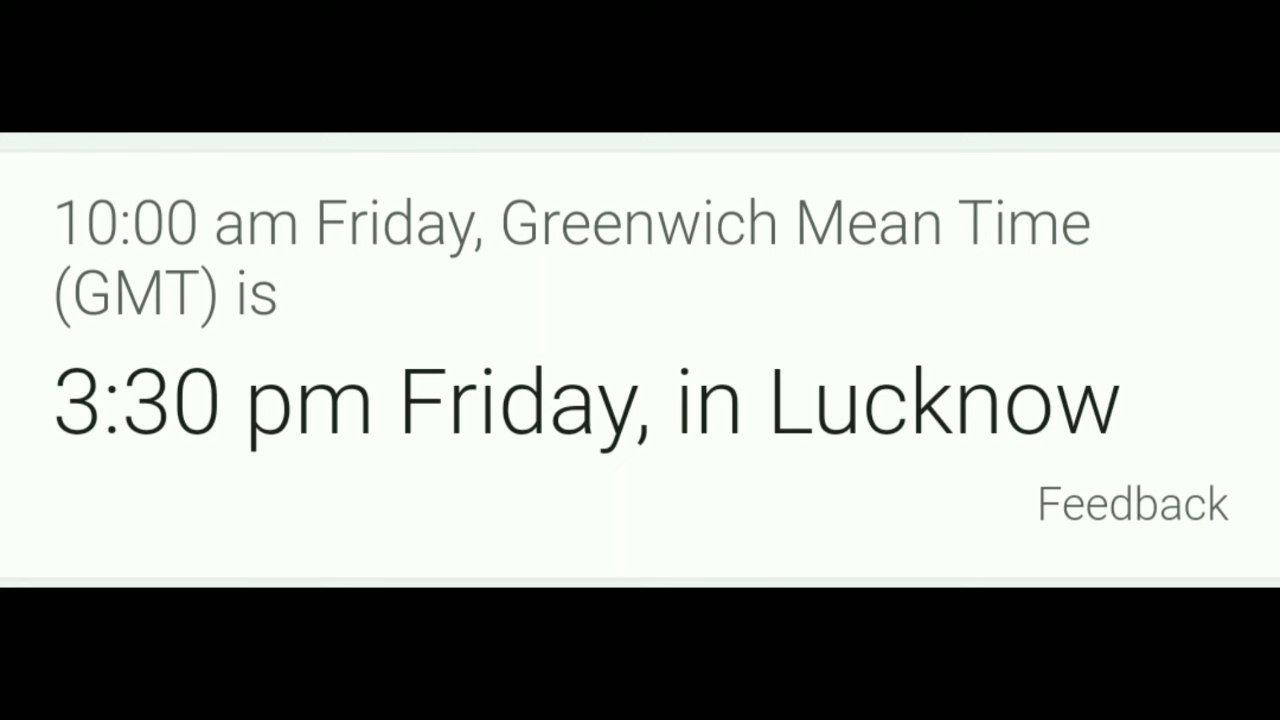 10:00 am Friday, Greenwich Mean Time
(GMT) is
3:30 pm Friday, in Lucknow
Feedback